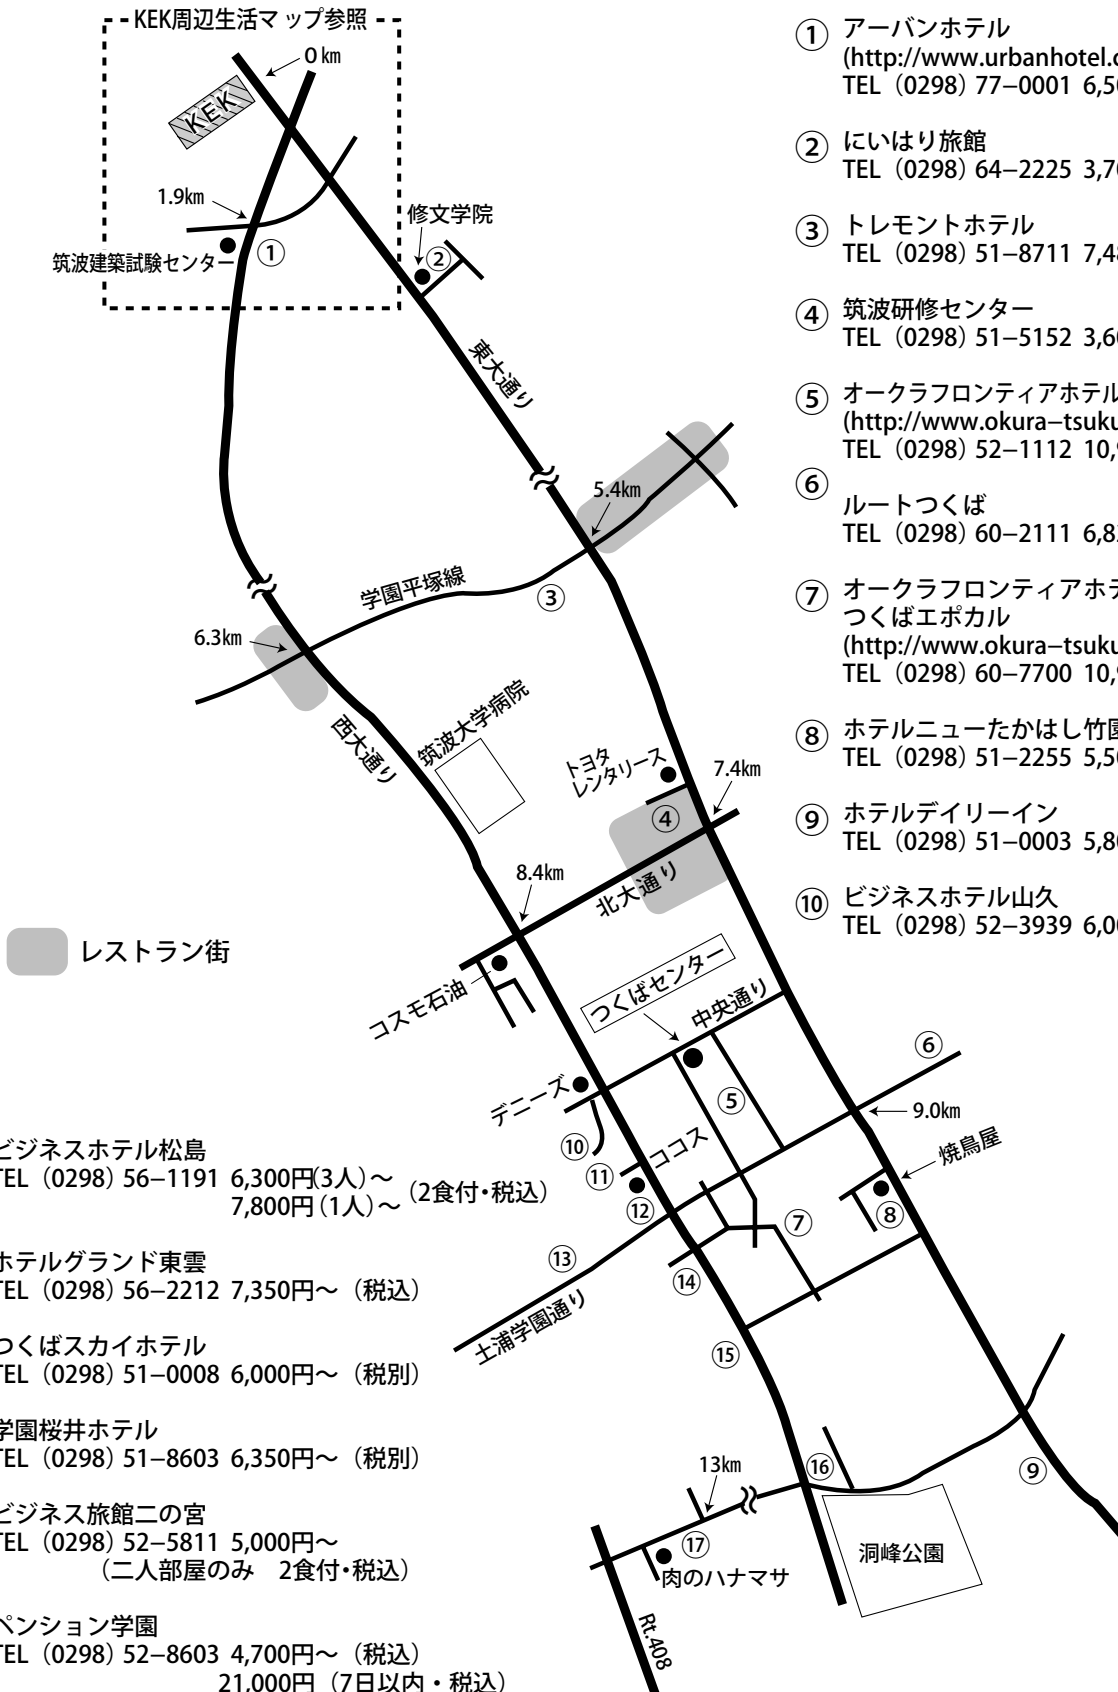 KEK周辺生活マップ参照
0km
KEK
1.9km
筑波建築試験センター
①
修文学院
②
東大通り
5.4km
学園平塚線
③
6.3km
西大通り
筑波大学病院
トヨタ
レンタリース
7.4km
④
8.4km
北大通り
レストラン街
コスモ石油
つくばセンター
中央通り
⑥
デニーズ
⑤
9.0km
⑩
ココス
焼鳥屋
⑪
⑫
⑧
⑦
⑬
⑭
土浦学園通り
⑮
13km
⑯
⑨
⑰
肉のハナマサ
洞峰公園
Rt.408
① アーバンホテル
(http://www.urbanhotel.c
TEL (0298) 77−0001 6,50
② にいはり旅館
TEL (0298) 64−2225 3,70
③ トレモントホテル
TEL (0298) 51−8711 7,48
④ 筑波研修センター
TEL (0298) 51−5152 3,60
⑤ オークラフロンティアホテル
(http://www.okura−tsuku
TEL (0298) 52−1112 10,9
⑥
ルートつくば
TEL (0298) 60−2111 6,83
⑦ オークラフロンティアホテ
つくばエポカル
(http://www.okura−tsuku
TEL (0298) 60−7700 10,9
⑧ ホテルニューたかはし竹園
TEL (0298) 51−2255 5,50
⑨ ホテルデイリーイン
TEL (0298) 51−0003 5,80
⑩ ビジネスホテル山久
TEL (0298) 52−3939 6,00
ビジネスホテル松島
TEL (0298) 56−1191 6,300円(3人)〜
7,800円(1人)〜 (2食付・税込)
ホテルグランド東雲
TEL (0298) 56−2212 7,350円〜 (税込)
つくばスカイホテル
TEL (0298) 51−0008 6,000円〜 (税別)
学園桜井ホテル
TEL (0298) 51−8603 6,350円〜 (税別)
ビジネス旅館二の宮
TEL (0298) 52−5811 5,000円〜
(二人部屋のみ 2食付・税込)
ペンション学園
TEL (0298) 52−8603 4,700円〜 (税込)
21,000円 (7日以内・税込)